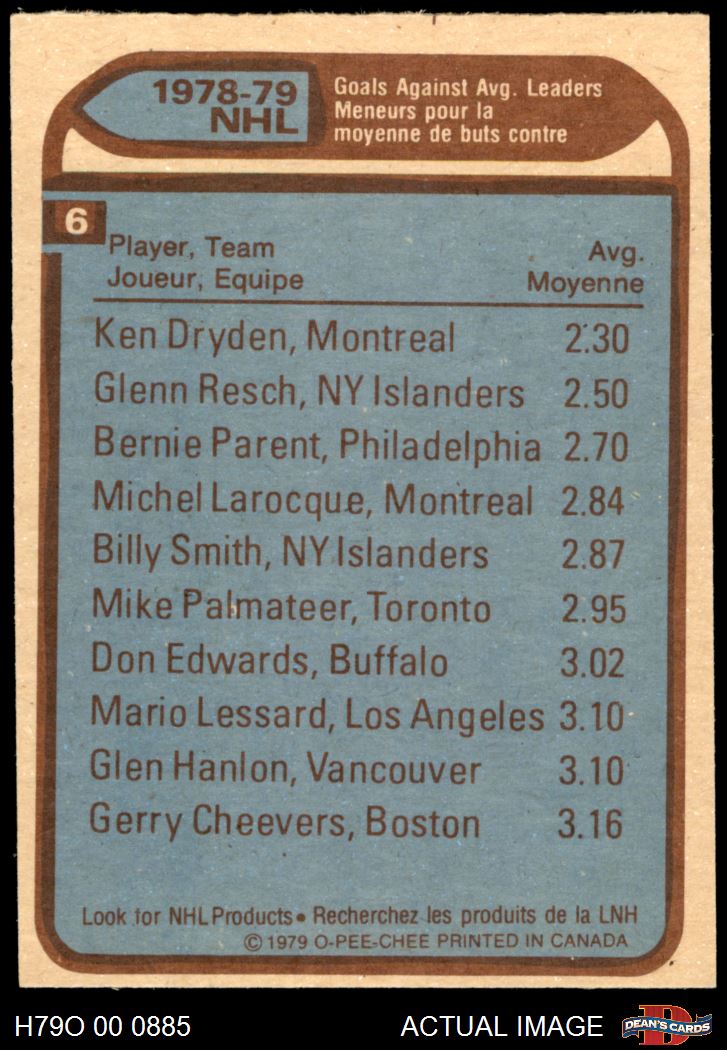 1978-79
NHL
Goals Against Avg. Leaders
Meneurs pour la
moyenne de buts contre
6
Player, Team Avg.
Joueur, Equipe Moyenne
Ken Dryden, Montreal 2.30
Glenn Resch, NY Islanders 2.50
Bernie Parent, Philadelphia 2.70
Michel Larocque, Montreal 2.84
Billy Smith, NY Islanders 2.87
Mike Palmateer, Toronto 2.95
Don Edwards, Buffalo 3.02
Mario Lessard, Los Angeles 3.10
Glen Hanlon, Vancouver 3.10
Gerry Cheevers, Boston 3.16
Look for NHL Products • Recherchez les produits de la LNH
© 1979 O-PEE-CHEE PRINTED IN CANADA
H79O 00 0885 ACTUAL IMAGE
D
DEAN'S CARDS